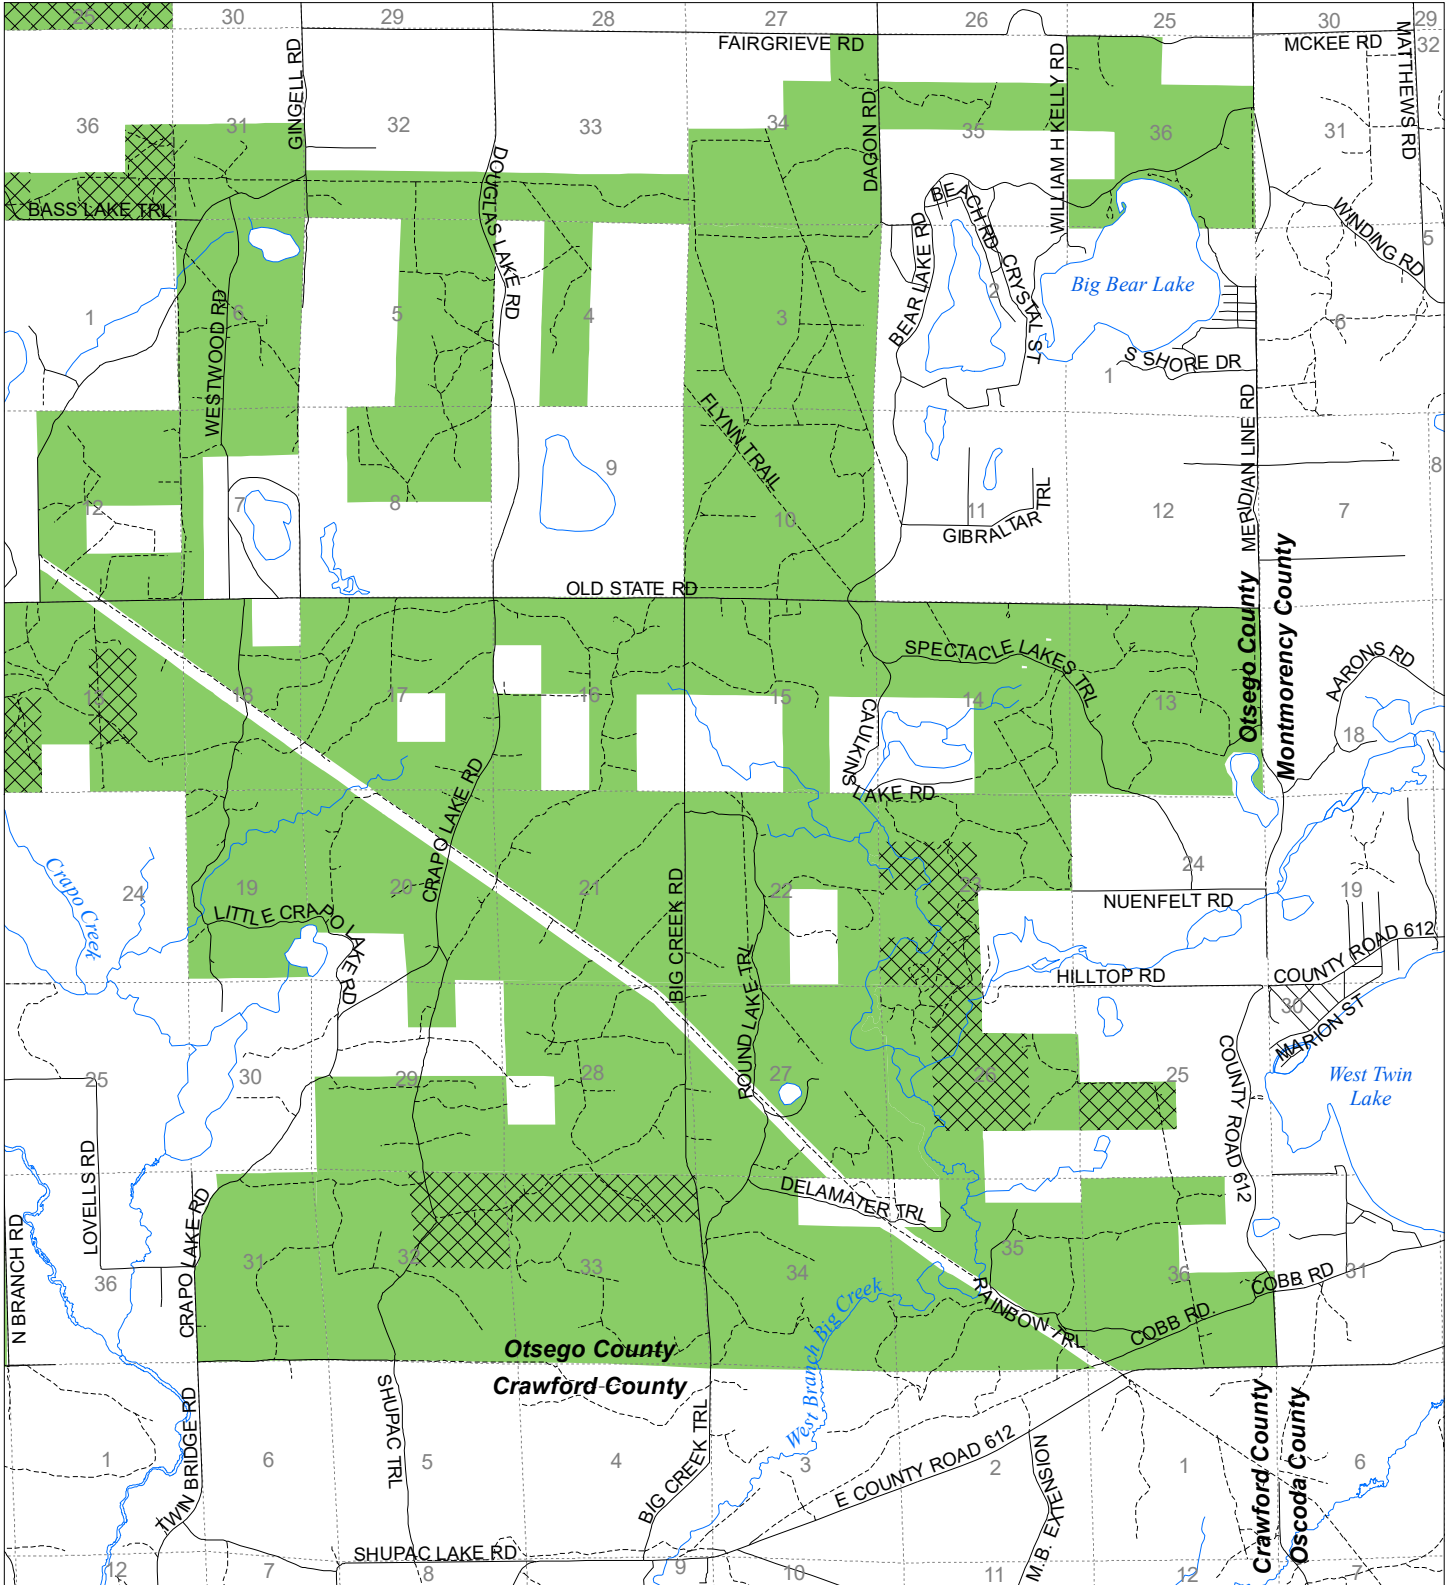 25
30
29
28
27
26
25
30
29
FAIRGRIEVE RD
MCKEE RD
32
MATTHEWS RD
GINGELL RD
WILLIAM H KELLY RD
DAGON RD
36
31
32
33
34
35
36
31
DOUGLAS LAKE RD
BASS LAKE TRL
BEACH RD
BEAR LAKE RD
CRYSTAL ST
WINDING RD
5
Big Bear Lake
1
6
5
4
3
2
1
6
WESTWOOD RD
S SHORE DR
MERIDIAN LINE RD
FLYNN TRAIL
9
8
12
7
8
10
11
12
7
GIBRALTAR TRL
OLD STATE RD
Otsego County
Montmorency County
SPECTACLE LAKES TRL
AARONS RD
13
18
17
16
15
14
13
18
CAULKINS LAKE RD
CRAPO LAKE RD
Crapo Creek
24
19
20
21
22
23
24
19
LITTLE CRAPO LAKE RD
BIG CREEK RD
ROUND LAKE TRL
NUENFELT RD
HILLTOP RD
COUNTY ROAD 612
30
MARION ST
25
30
29
28
27
26
25
West Twin
Lake
COUNTY ROAD 612
LOVELLS RD
N BRANCH RD
CRAPO LAKE RD
DELAMATER TRL
36
31
32
33
34
35
36
31
COBB RD
COBB RD.
RAINBOW TRL
West Branch Big Creek
Otsego County
Crawford County
SHUPAC TRL
TWIN BRIDGE RD
BIG CREEK TRL
E COUNTY ROAD 612
M.B. EXTENSION
Crawford County
Oscoda County
1
6
5
4
3
2
1
6
SHUPAC LAKE RD
12
7
8
9
10
11
12
7